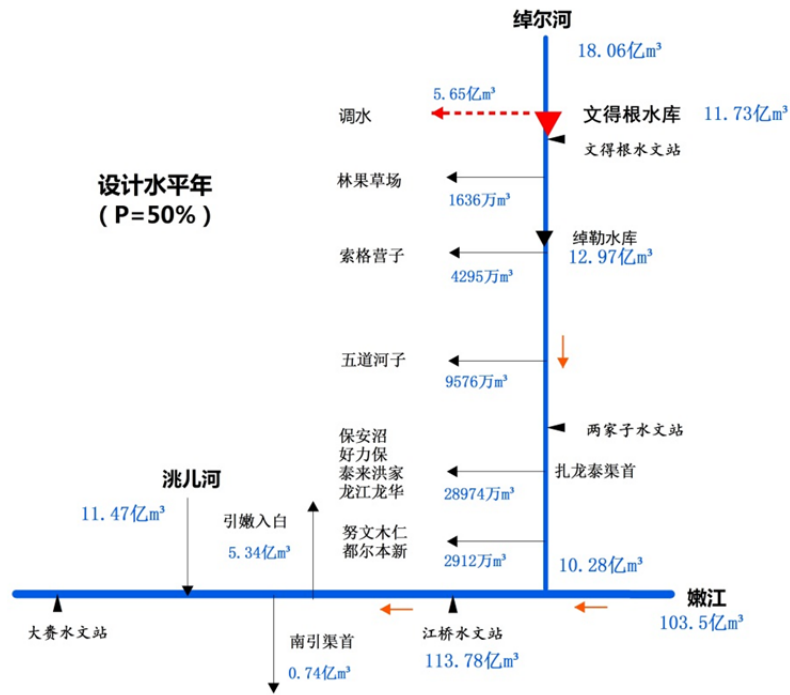 绰尔河
18.06亿m³
5.65亿m³
调水
文得根水库 11.73亿m³
文得根水文站
设计水平年
（P=50%）
林果草场
1636万m³
绰勒水库
12.97亿m³
索格营子
4295万m³
五道河子
9576万m³
两家子水文站
保安沼
好力保
泰来洪家
龙江龙华
28974万m³
扎龙泰渠首
洮儿河
11.47亿m³
引嫩入白
5.34亿m³
努文木仁
都尔本新
2912万m³
10.28亿m³
嫩江
103.5亿m³
大赉水文站
南引渠首
0.74亿m³
江桥水文站
113.78亿m³